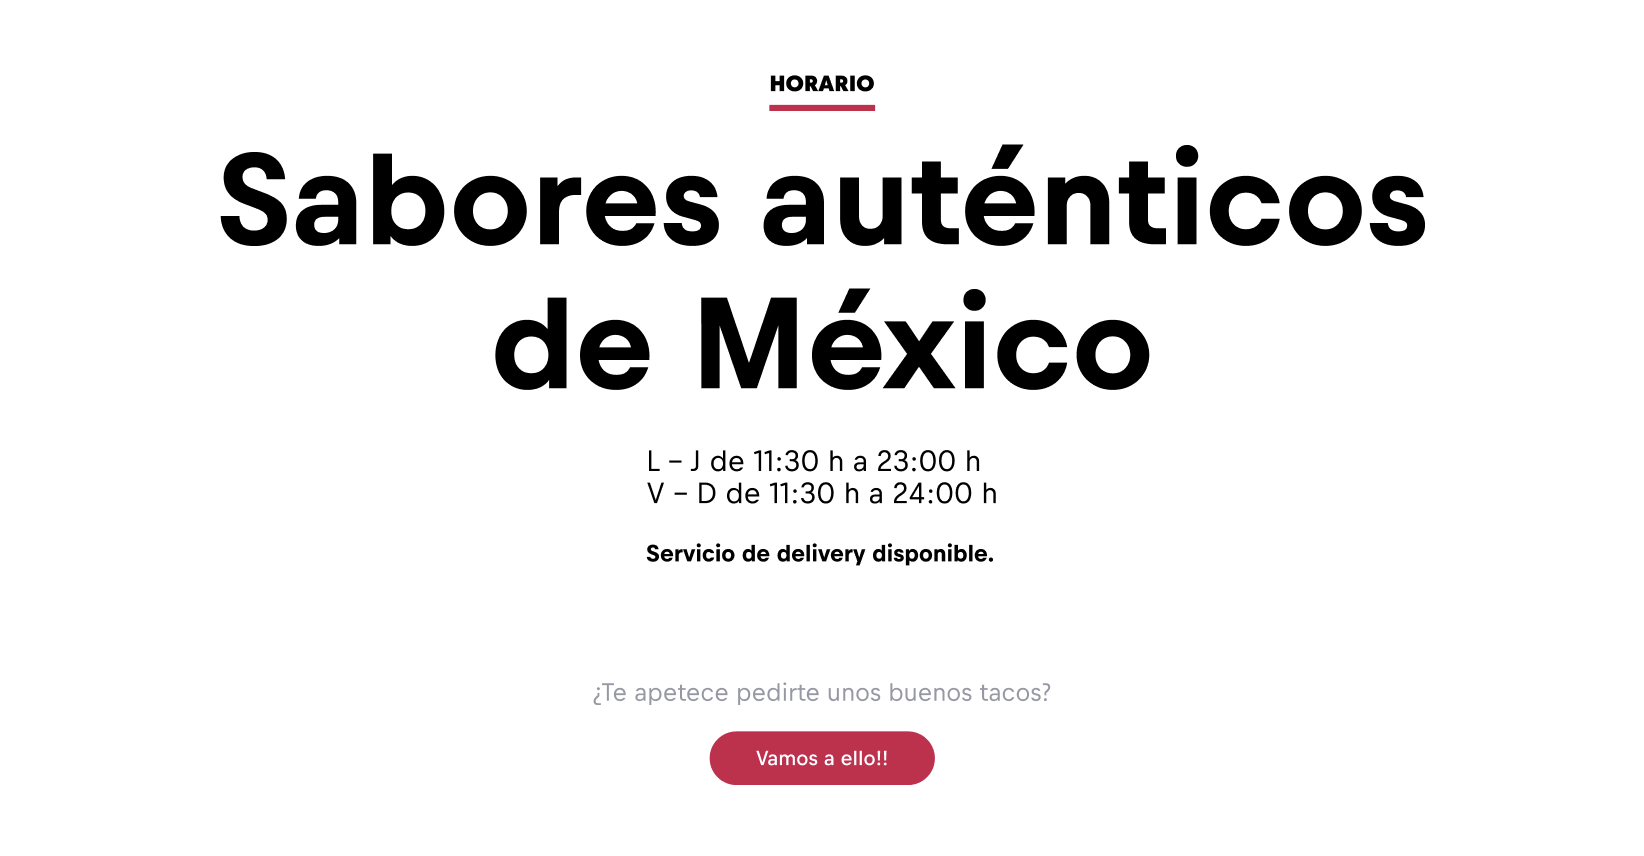 HORARIO
Sabores auténticos
de México
L – J de 11:30 h a 23:00 h
V – D de 11:30 h a 24:00 h
Servicio de delivery disponible.
¿Te apetece pedirte unos buenos tacos?
Vamos a ello!!